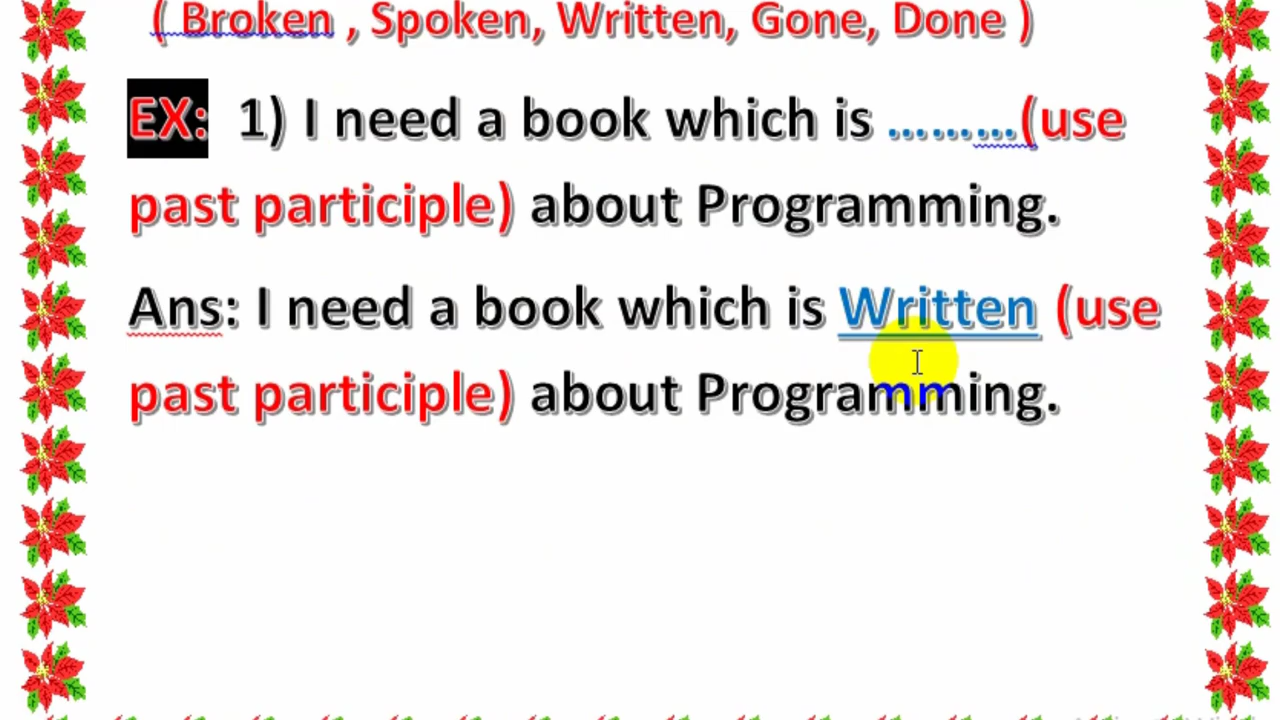 ( Broken , Spoken, Written, Gone, Done )
EX: 1) I need a book which is ………(use
past participle) about Programming.
Ans: I need a book which is Written (use
past participle) about Programming.